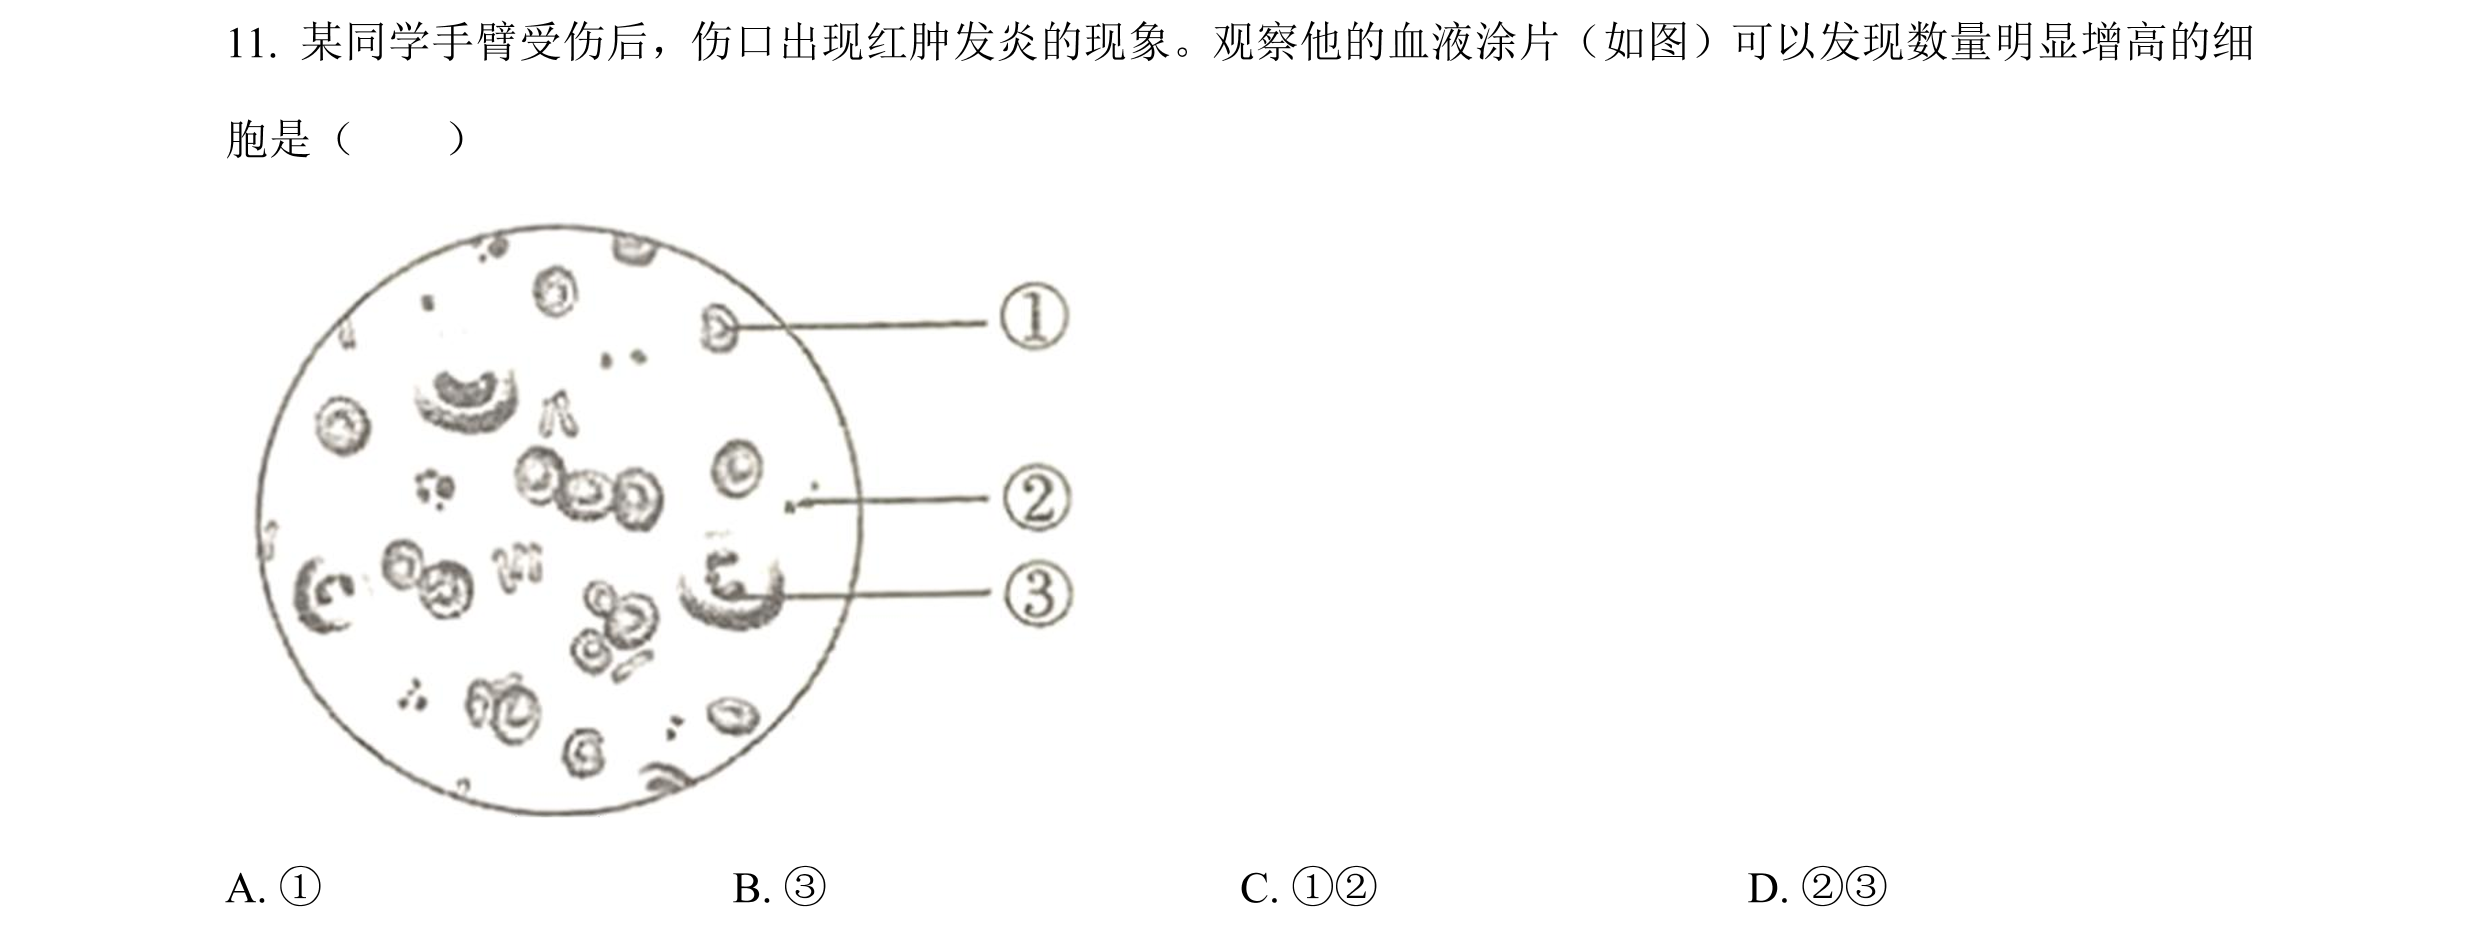 11. 某同学手臂受伤后，伤口出现红肿发炎的现象。观察他的血液涂片（如图）可以发现数量明显增高的细
胞是（　　）
①
②
③
A. ①　B. ③　C. ①②　D. ②③